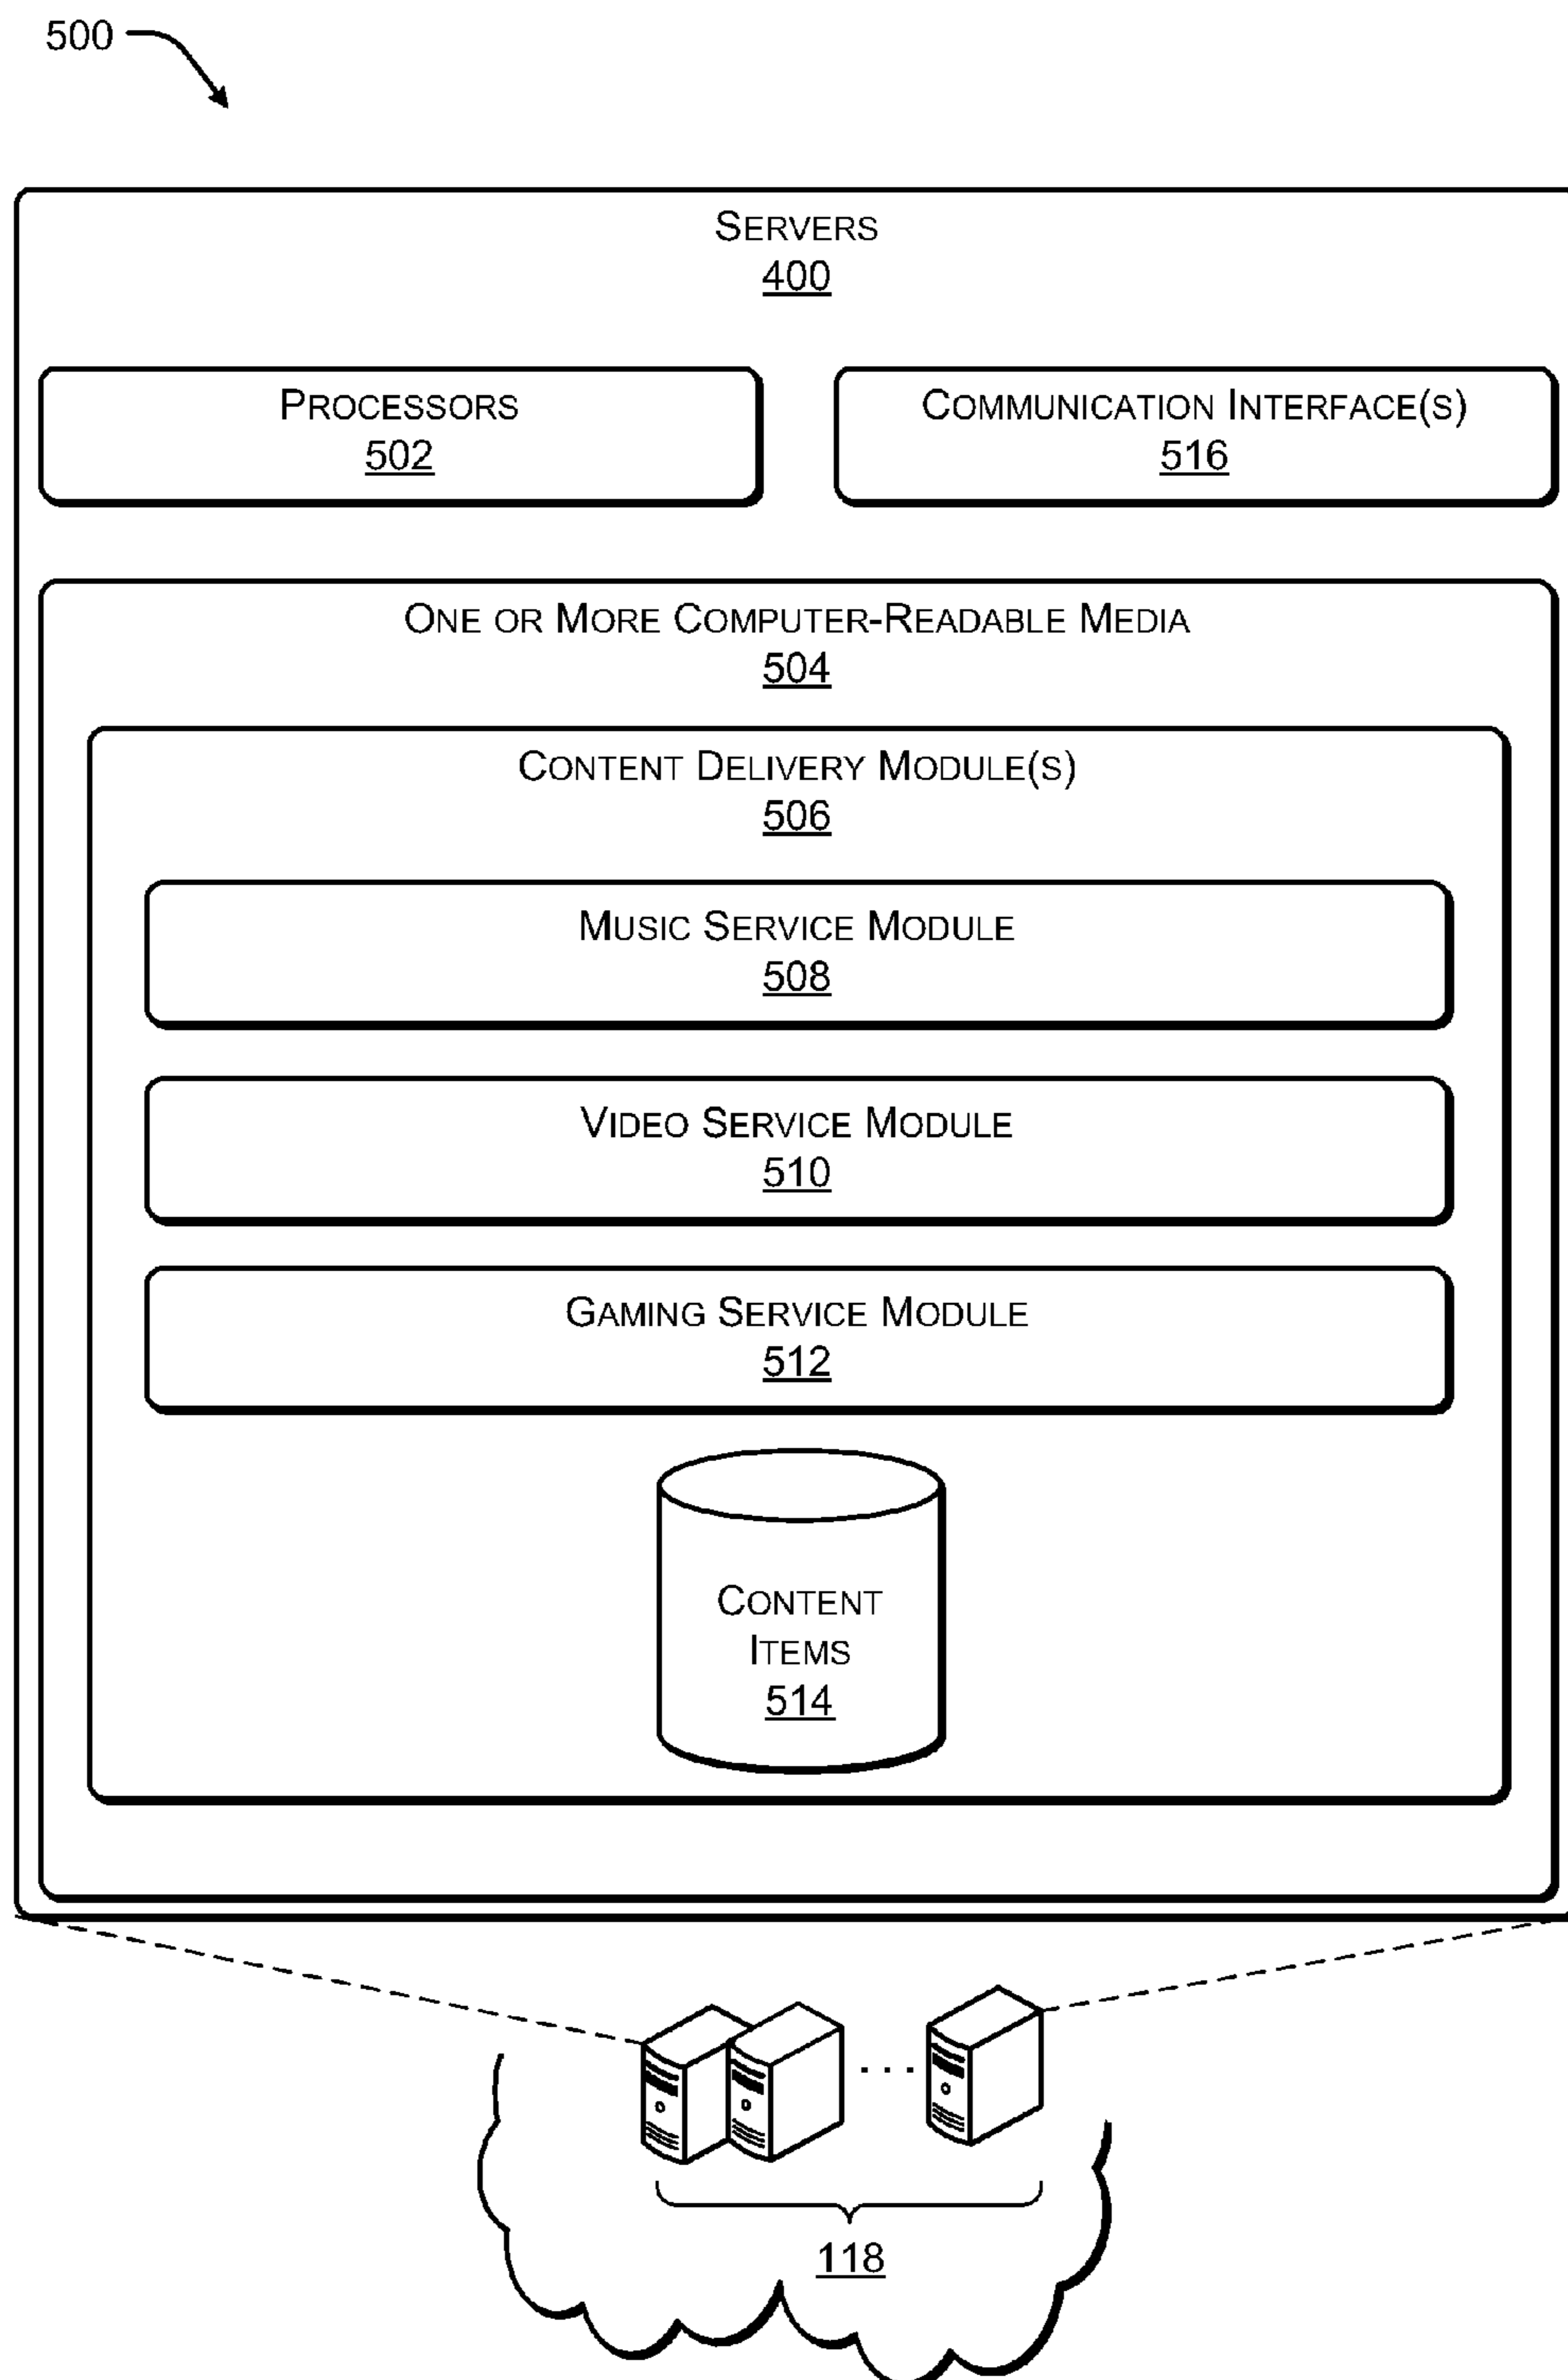 500
SERVERS
400
PROCESSORS
502
COMMUNICATION INTERFACE(S)
516
ONE OR MORE COMPUTER-READABLE MEDIA
504
CONTENT DELIVERY MODULE(S)
506
MUSIC SERVICE MODULE
508
VIDEO SERVICE MODULE
510
GAMING SERVICE MODULE
512
CONTENT
ITEMS
514
. . .
118